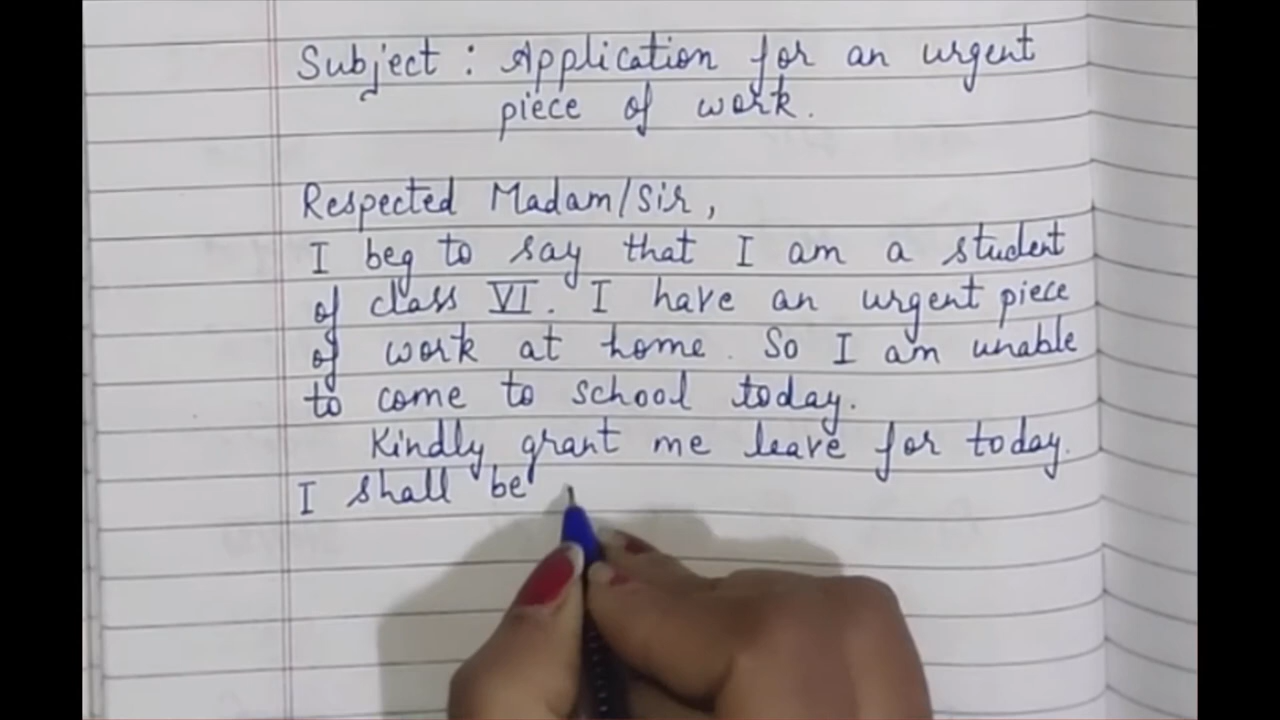 Subject : Application for an urgent
piece of work.
Respected Madam/Sir,
I beg to say that I am a student
of class VI. I have an urgent piece
of work at home. So I am unable
to come to school today.
Kindly grant me leave for today.
I shall be